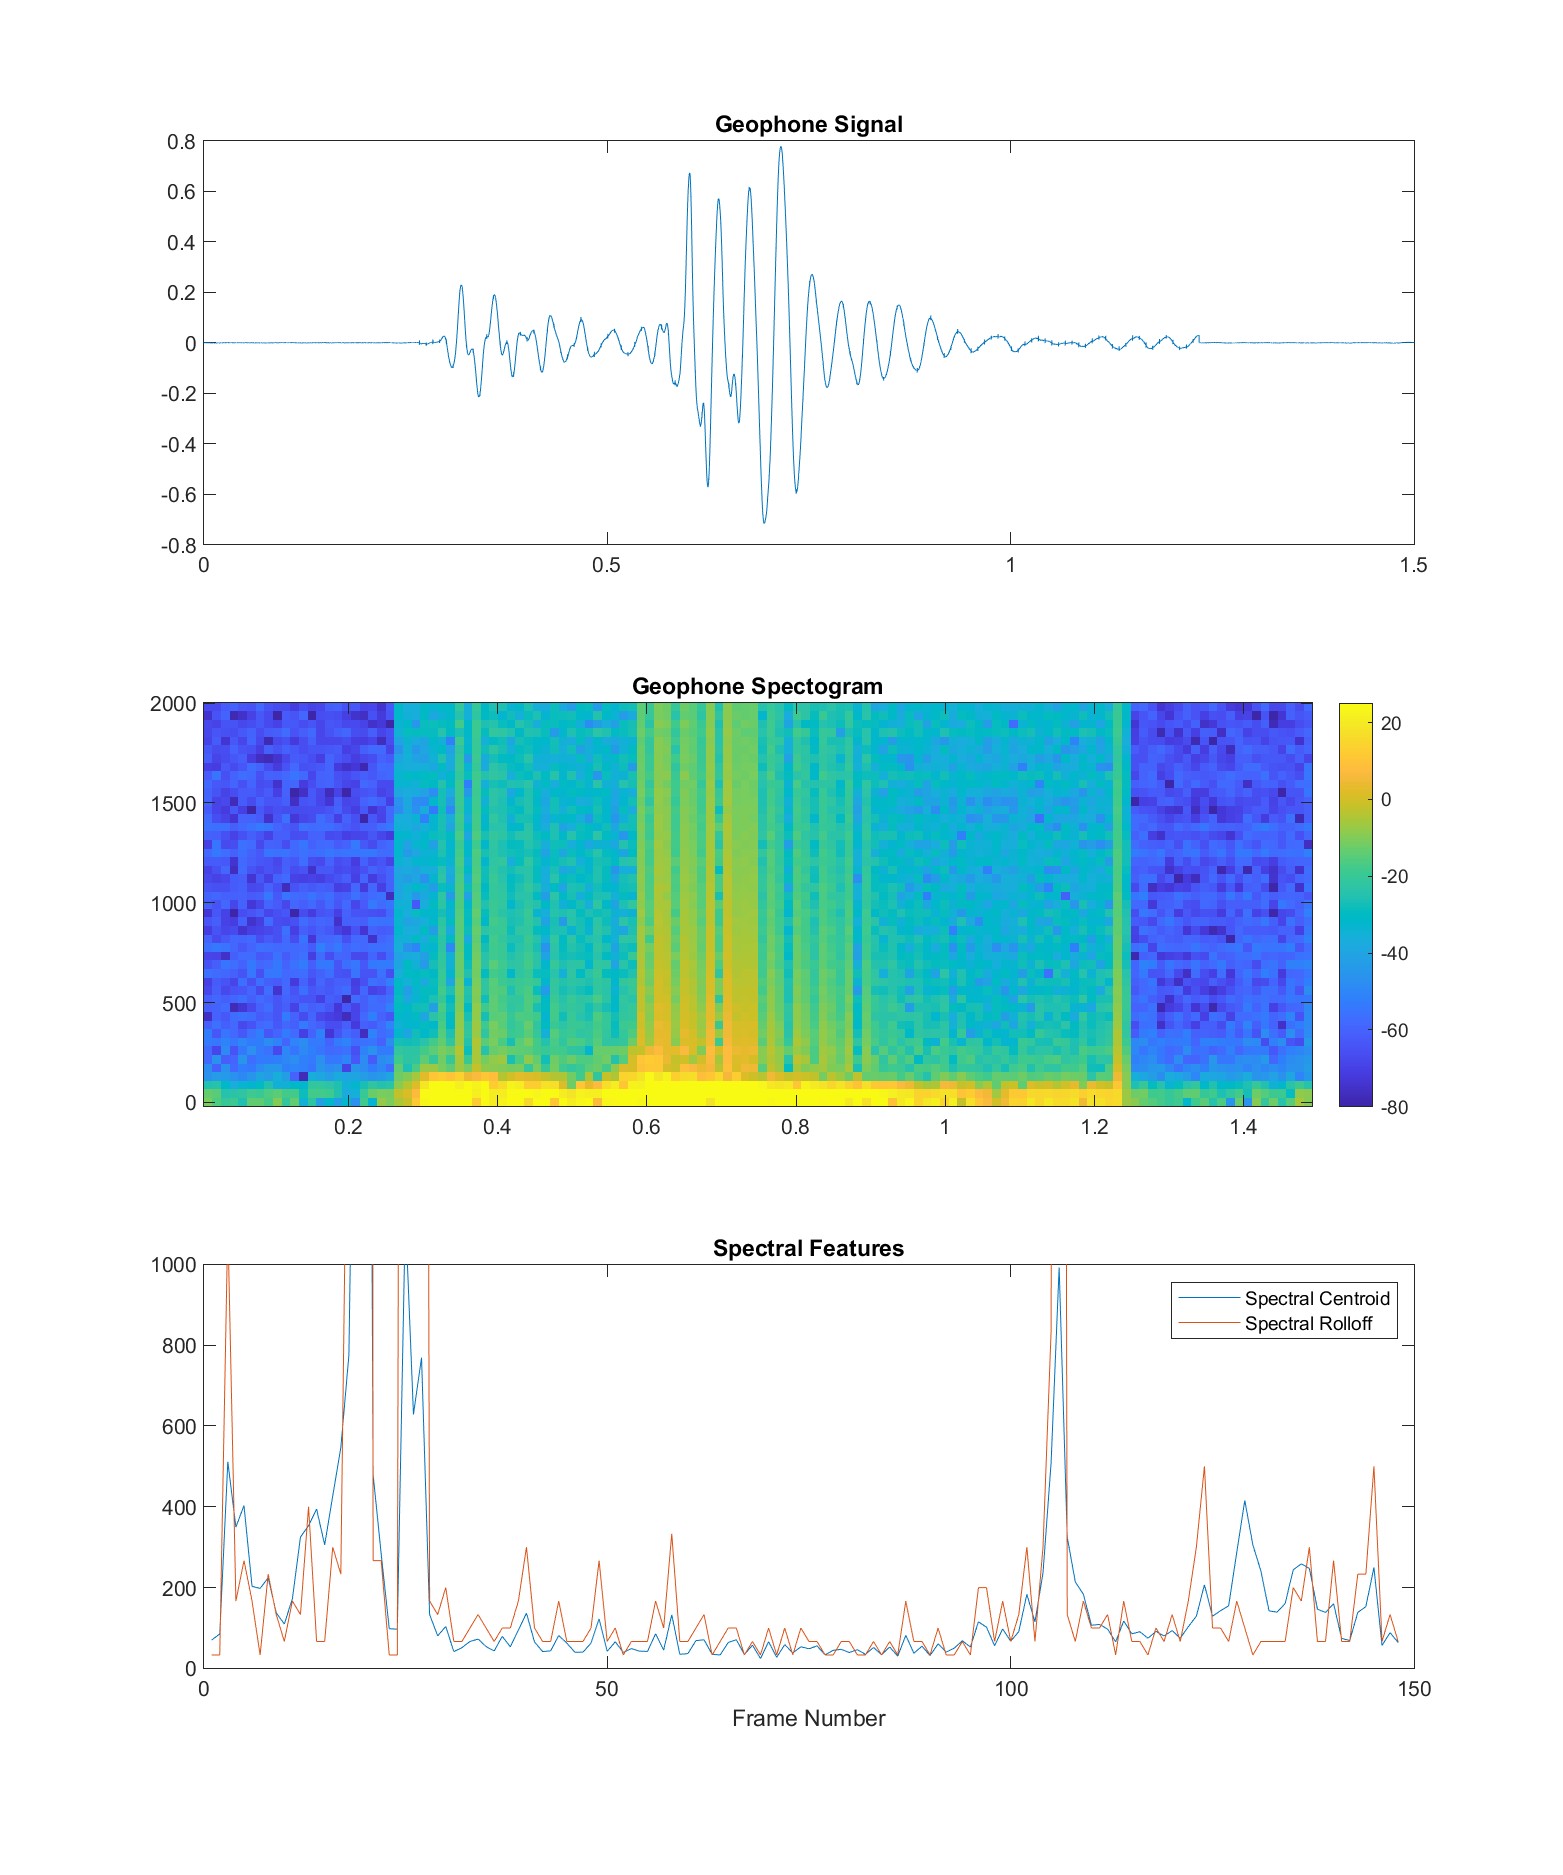 Geophone Signal
0.8
0.6
0.4
0.2
0
-0.2
-0.4
-0.6
-0.8
0 0.5 1 1.5
Geophone Spectogram
2000
1500
1000
500
0
20
0
-20
-40
-60
-80
0.2 0.4 0.6 0.8 1 1.2 1.4
Spectral Features
1000
800
600
400
200
0
Spectral Centroid
Spectral Rolloff
0 50 100 150
Frame Number